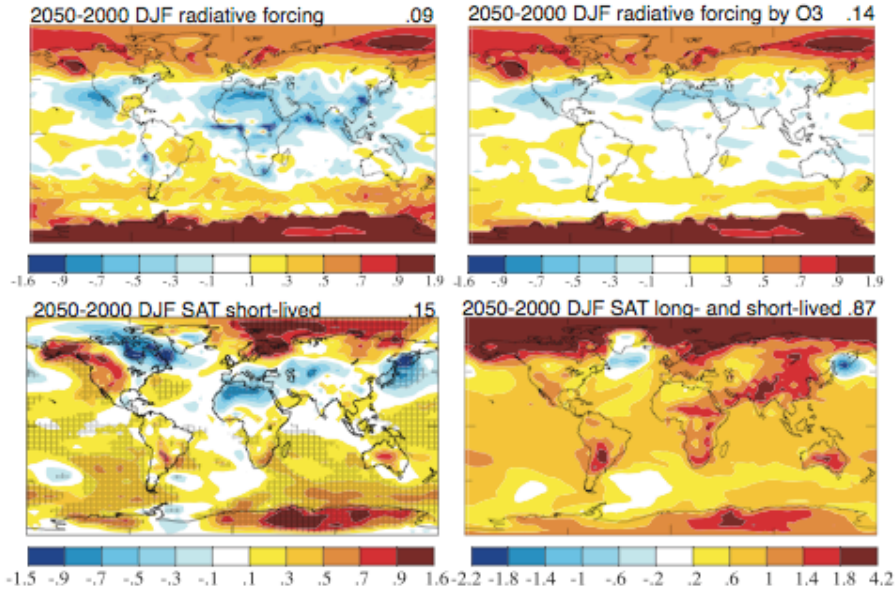 2050-2000 DJF radiative forcing .09
2050-2000 DJF radiative forcing by O3 .14
-1.6 -.9 -.7 -.5 -.3 -.1 .1 .3 .5 .7 .9 1.9
-1.6 -.9 -.7 -.5 -.3 -.1 .1 .3 .5 .7 .9 1.9
2050-2000 DJF SAT short-lived .15
2050-2000 DJF SAT long- and short-lived .87
-1.5 -.9 -.7 -.5 -.3 -.1 .1 .3 .5 .7 .9 1.6
-2.2 -1.8 -1.4 -1 -.6 -.2 .2 .6 1 1.4 1.8 4.2